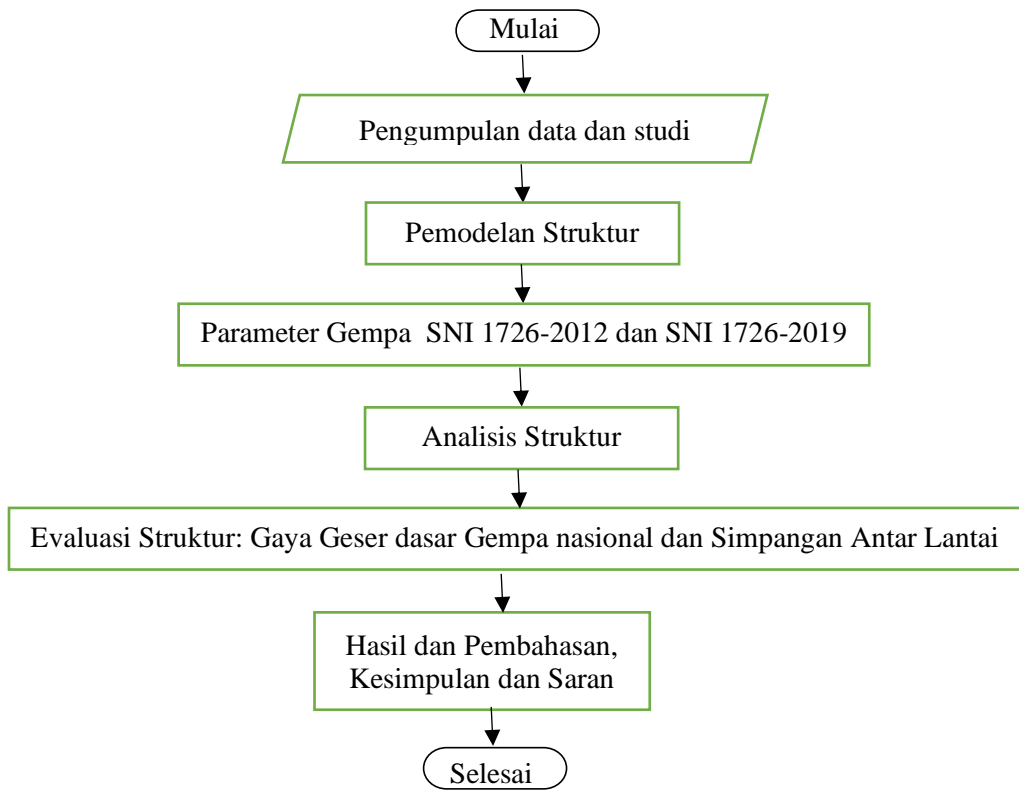 Mulai
Pengumpulan data dan studi
Pemodelan Struktur
Parameter Gempa SNI 1726-2012 dan SNI 1726-2019
Analisis Struktur
Evaluasi Struktur: Gaya Geser dasar Gempa nasional dan Simpangan Antar Lantai
Hasil dan Pembahasan,
Kesimpulan dan Saran
Selesai